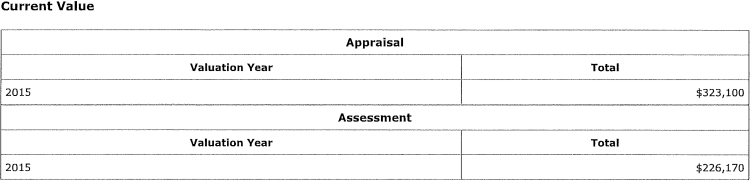 Current Value
Appraisal
Valuation Year Total
2015 $323,100
Assessment
Valuation Year Total
2015 $226,170